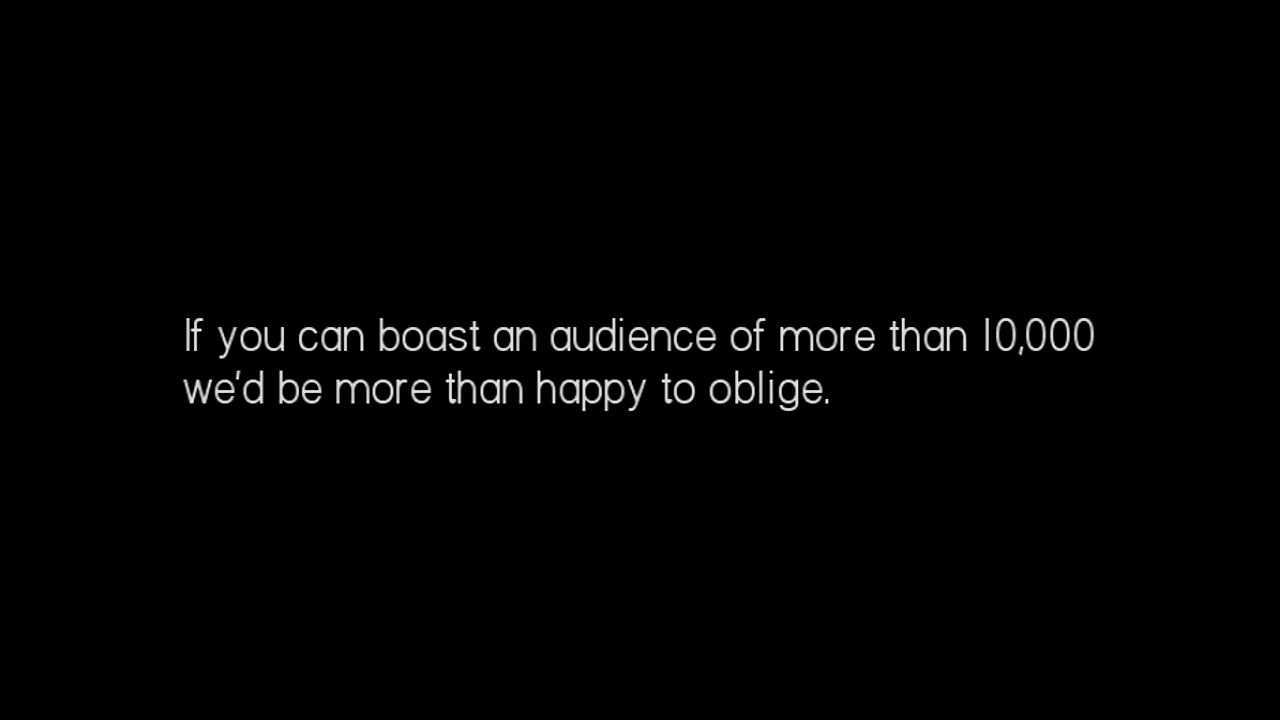 If you can boast an audience of more than 10,000
we'd be more than happy to oblige.